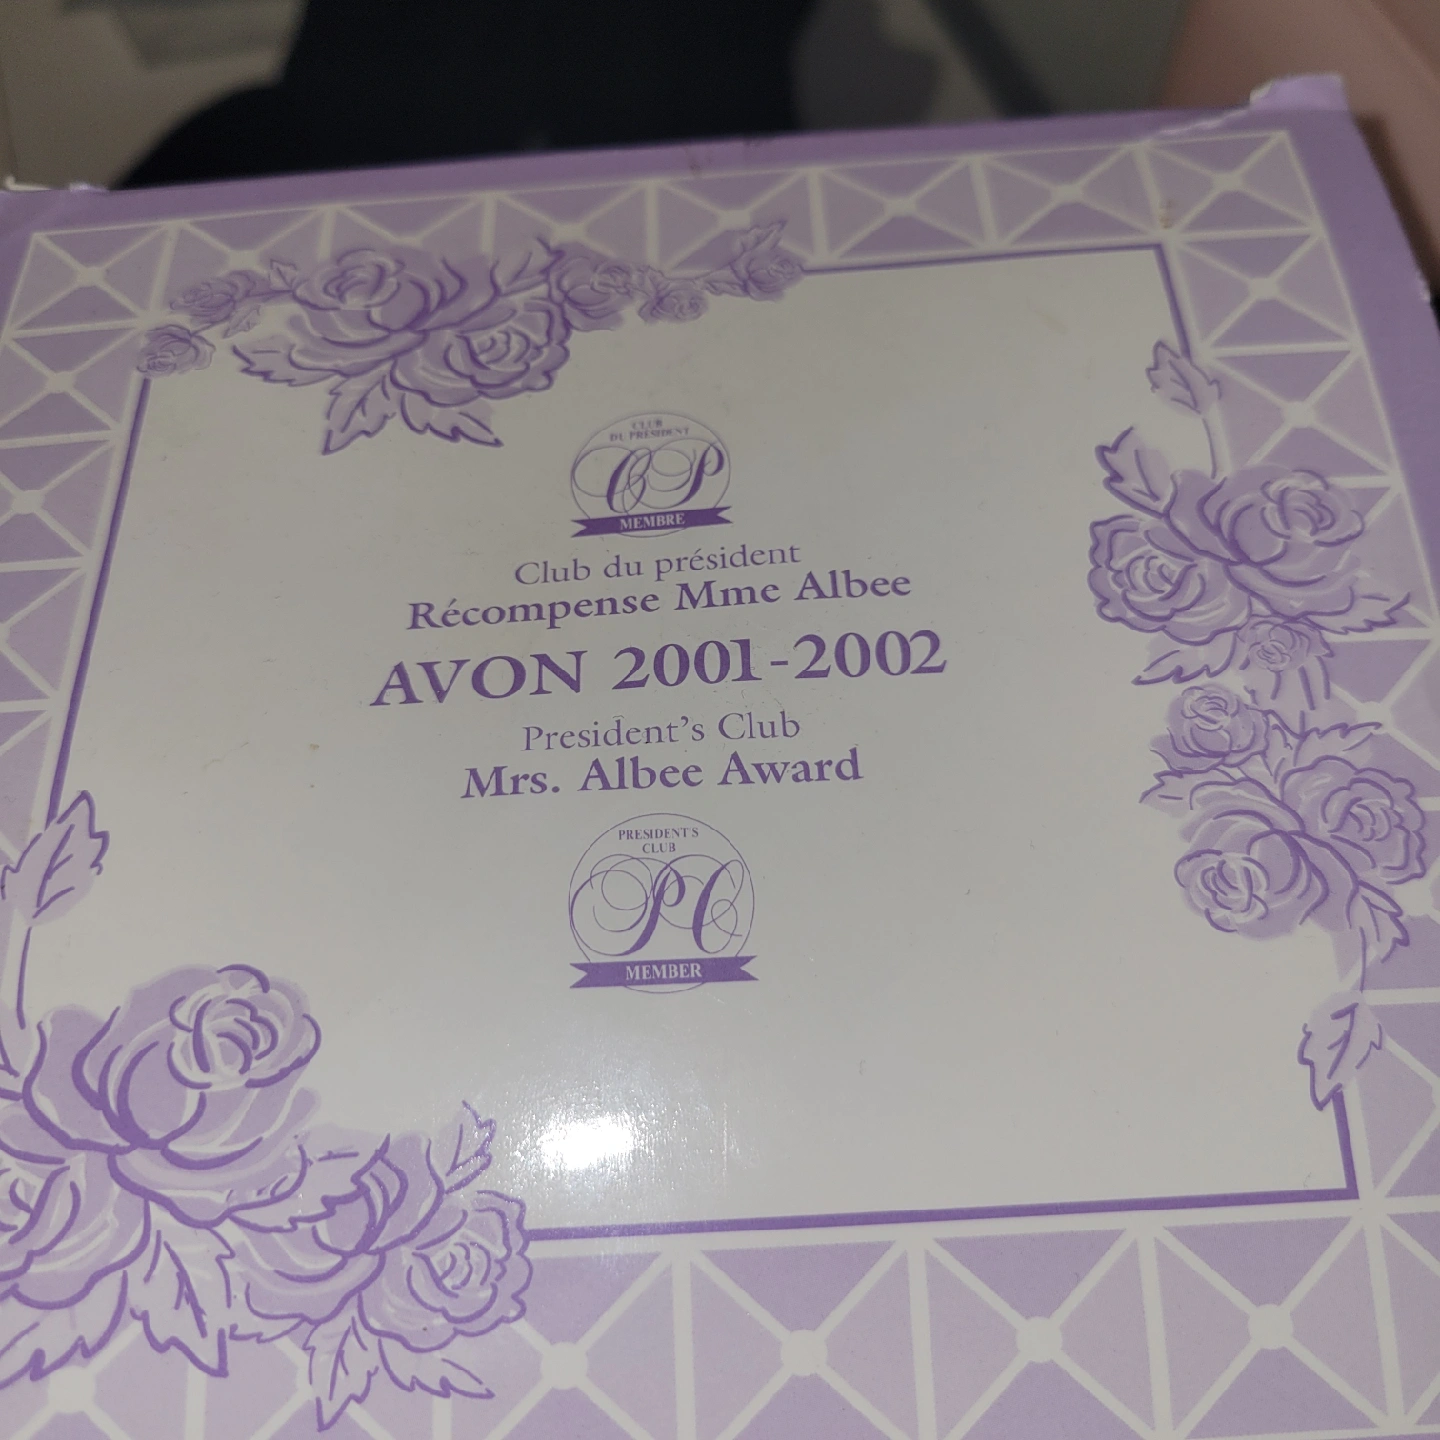 CLUB
DU PRÉSIDENT
CP
MEMBRE
Club du président
Récompense Mme Albee
AVON 2001-2002
President's Club
Mrs. Albee Award
PRESIDENT'S
CLUB
PC
MEMBER